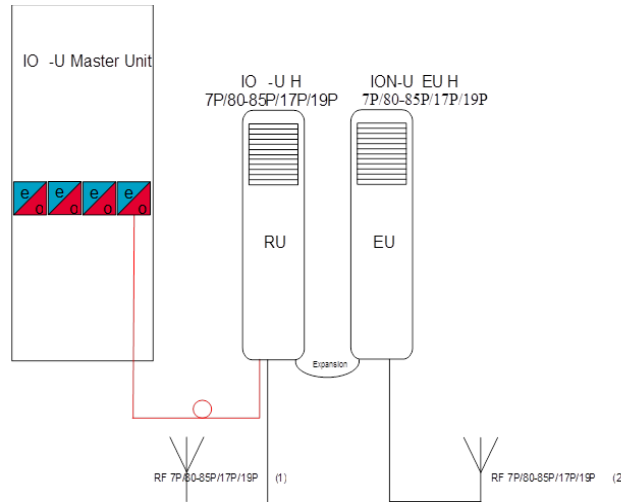 IO -U Master Unit
IO -U H
7P/80-85P/17P/19P
ION-U EU H
7P/80-85P/17P/19P
e o e o e o e o
RU
EU
Expansion
RF 7P/80-85P/17P/19P (1)
RF 7P/80-85P/17P/19P (2